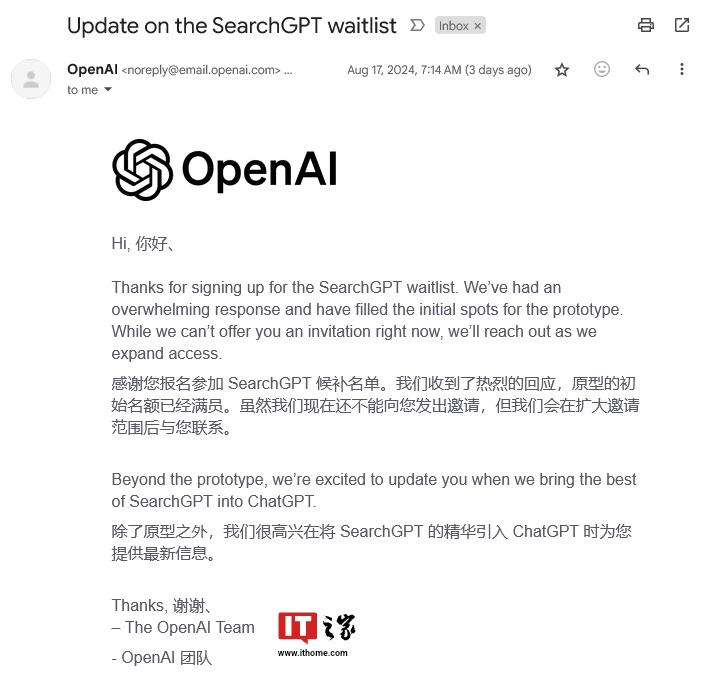 Update on the SearchGPT waitlist
Inbox ×
OpenAI <noreply@email.openai.com> ...
Aug 17, 2024, 7:14 AM (3 days ago)
to me
OpenAI
Hi, 你好、
Thanks for signing up for the SearchGPT waitlist. We’ve had an
overwhelming response and have filled the initial spots for the prototype.
While we can’t offer you an invitation right now, we’ll reach out as we
expand access.
感谢您报名参加 SearchGPT 候补名单。我们收到了热烈的回应，原型的初
始名额已经满员。虽然我们现在还不能向您发出邀请，但我们会在扩大邀请
范围后与您联系。
Beyond the prototype, we’re excited to update you when we bring the best
of SearchGPT into ChatGPT.
除了原型之外，我们很高兴在将 SearchGPT 的精华引入 ChatGPT 时为您
提供最新信息。
Thanks, 谢谢、
– The OpenAI Team
- OpenAI 团队
IT之家
www.ithome.com